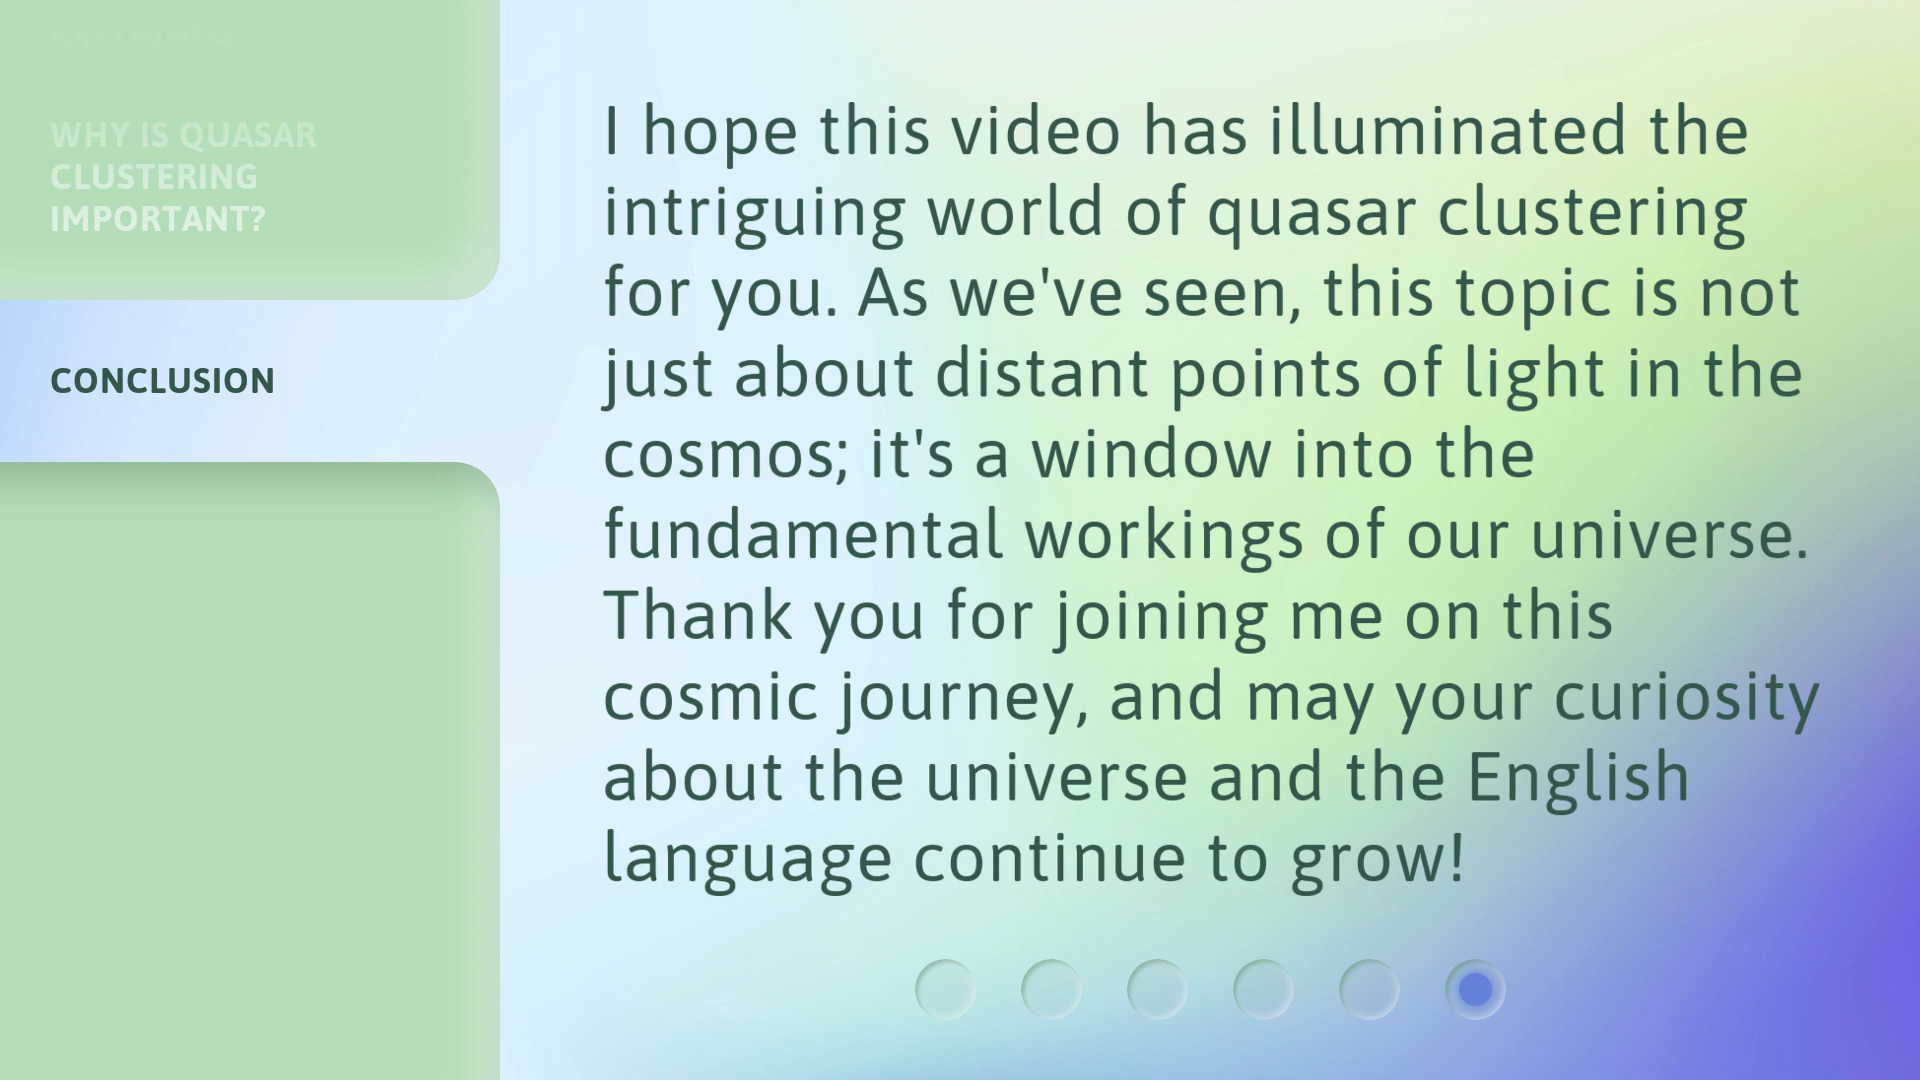 EXPLAINED
WHY IS QUASAR
CLUSTERING
IMPORTANT?
CONCLUSION
I hope this video has illuminated the
intriguing world of quasar clustering
for you. As we've seen, this topic is not
just about distant points of light in the
cosmos; it's a window into the
fundamental workings of our universe.
Thank you for joining me on this
cosmic journey, and may your curiosity
about the universe and the English
language continue to grow!